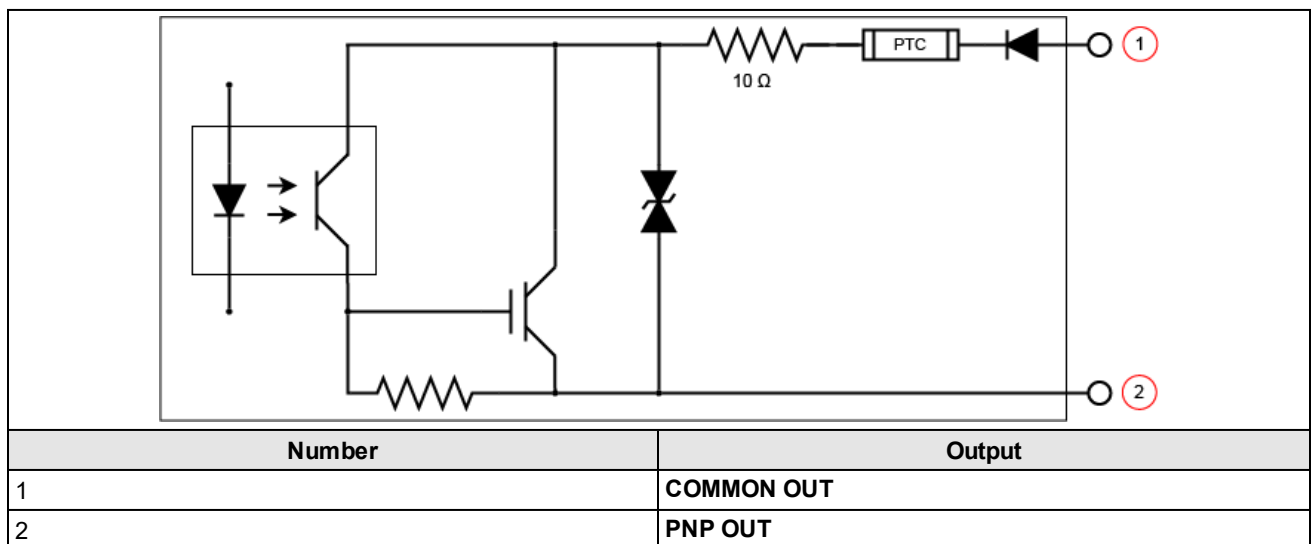 PTC
1
10 Ω
2
Number Output
1 COMMON OUT
2 PNP OUT